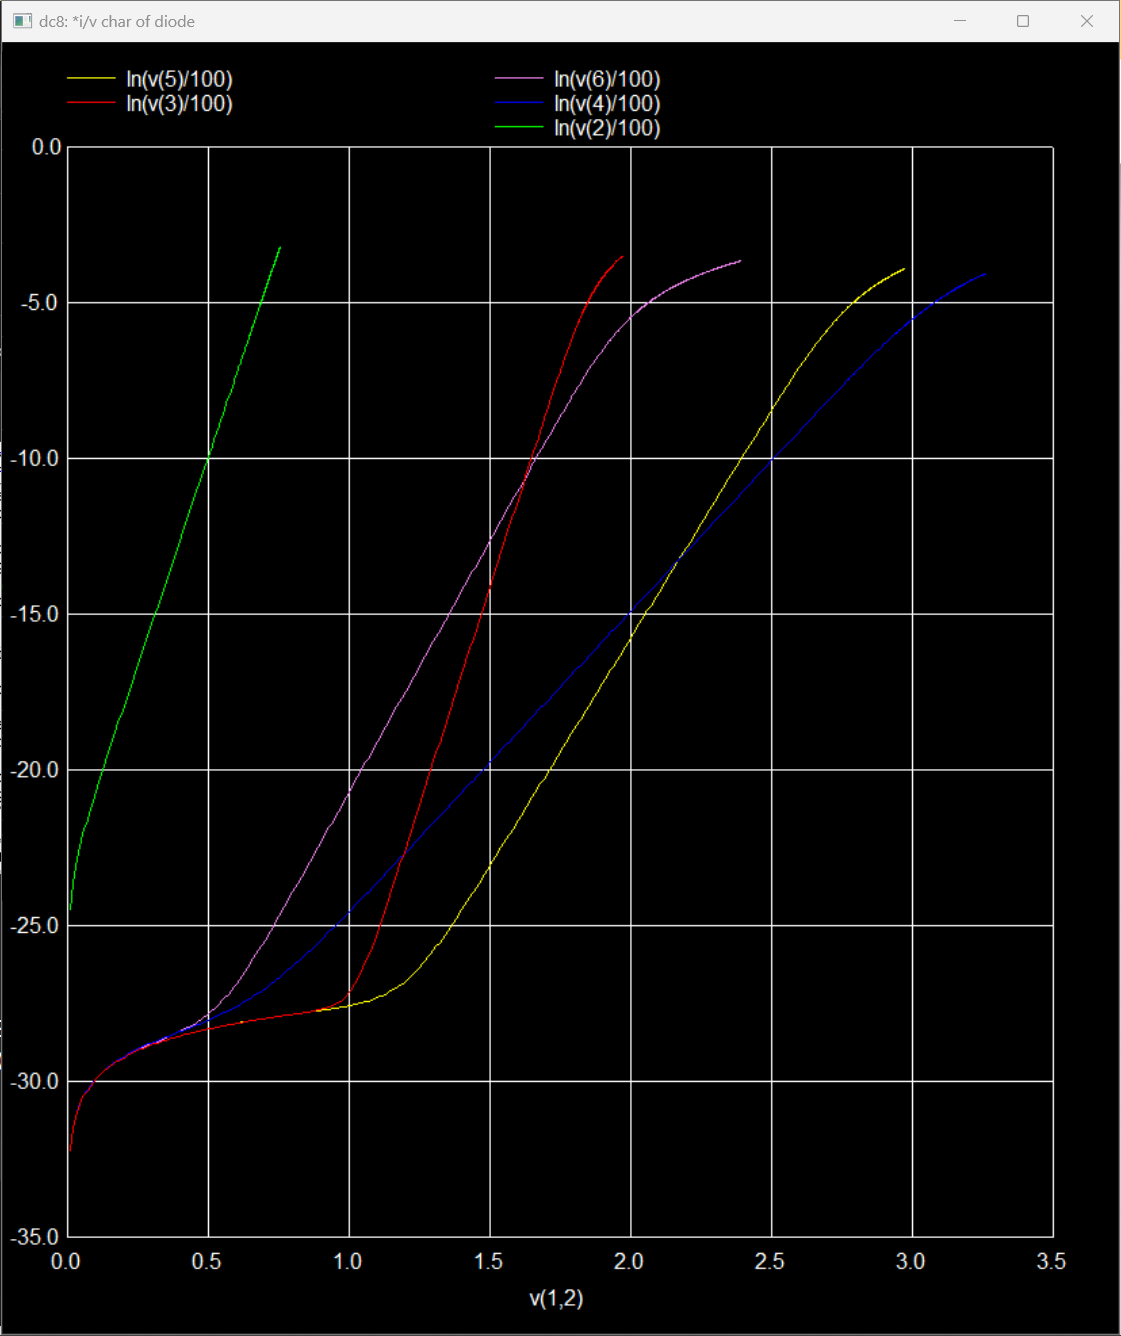 dc8: *i/v char of diode
ln(v(5)/100)
ln(v(6)/100)
ln(v(3)/100)
ln(v(4)/100)
ln(v(2)/100)
0.0
-5.0
-10.0
-15.0
-20.0
-25.0
-30.0
-35.0
0.0 0.5 1.0 1.5 2.0 2.5 3.0 3.5
v(1,2)